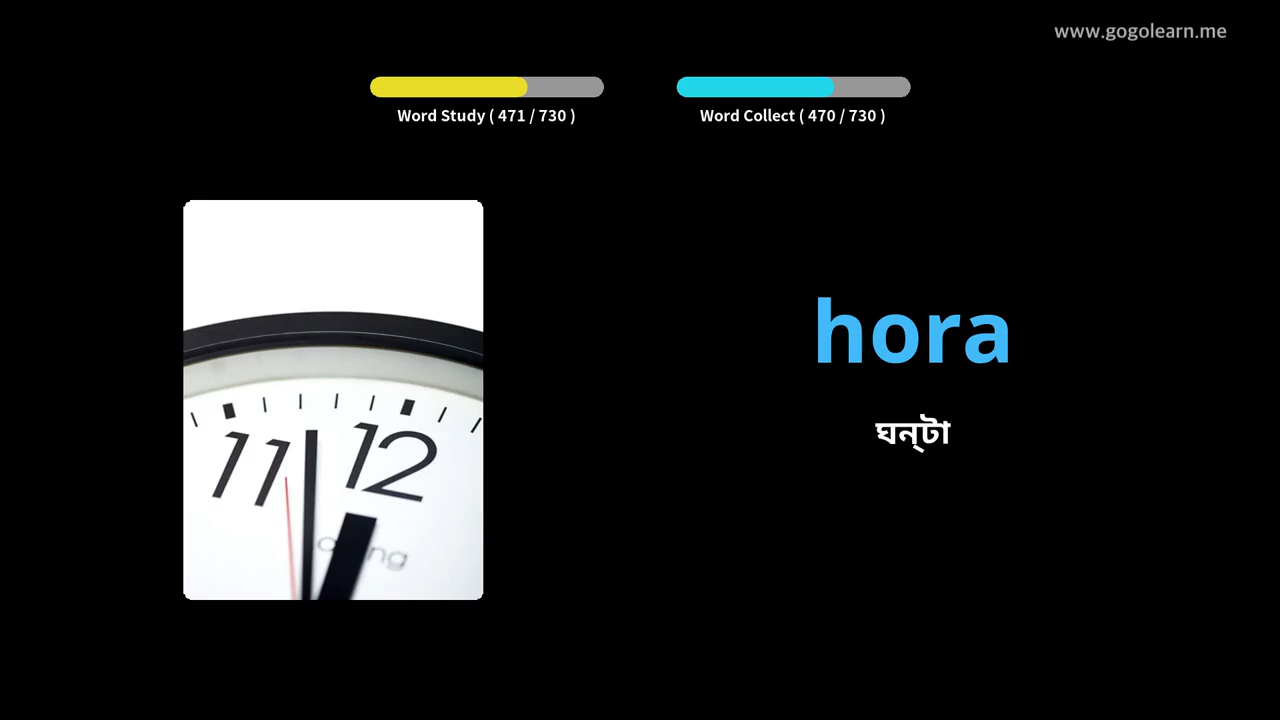 www.gogolearn.me
Word Study ( 471 / 730 )
Word Collect ( 470 / 730 )
hora
ঘন্‌টা
11
12